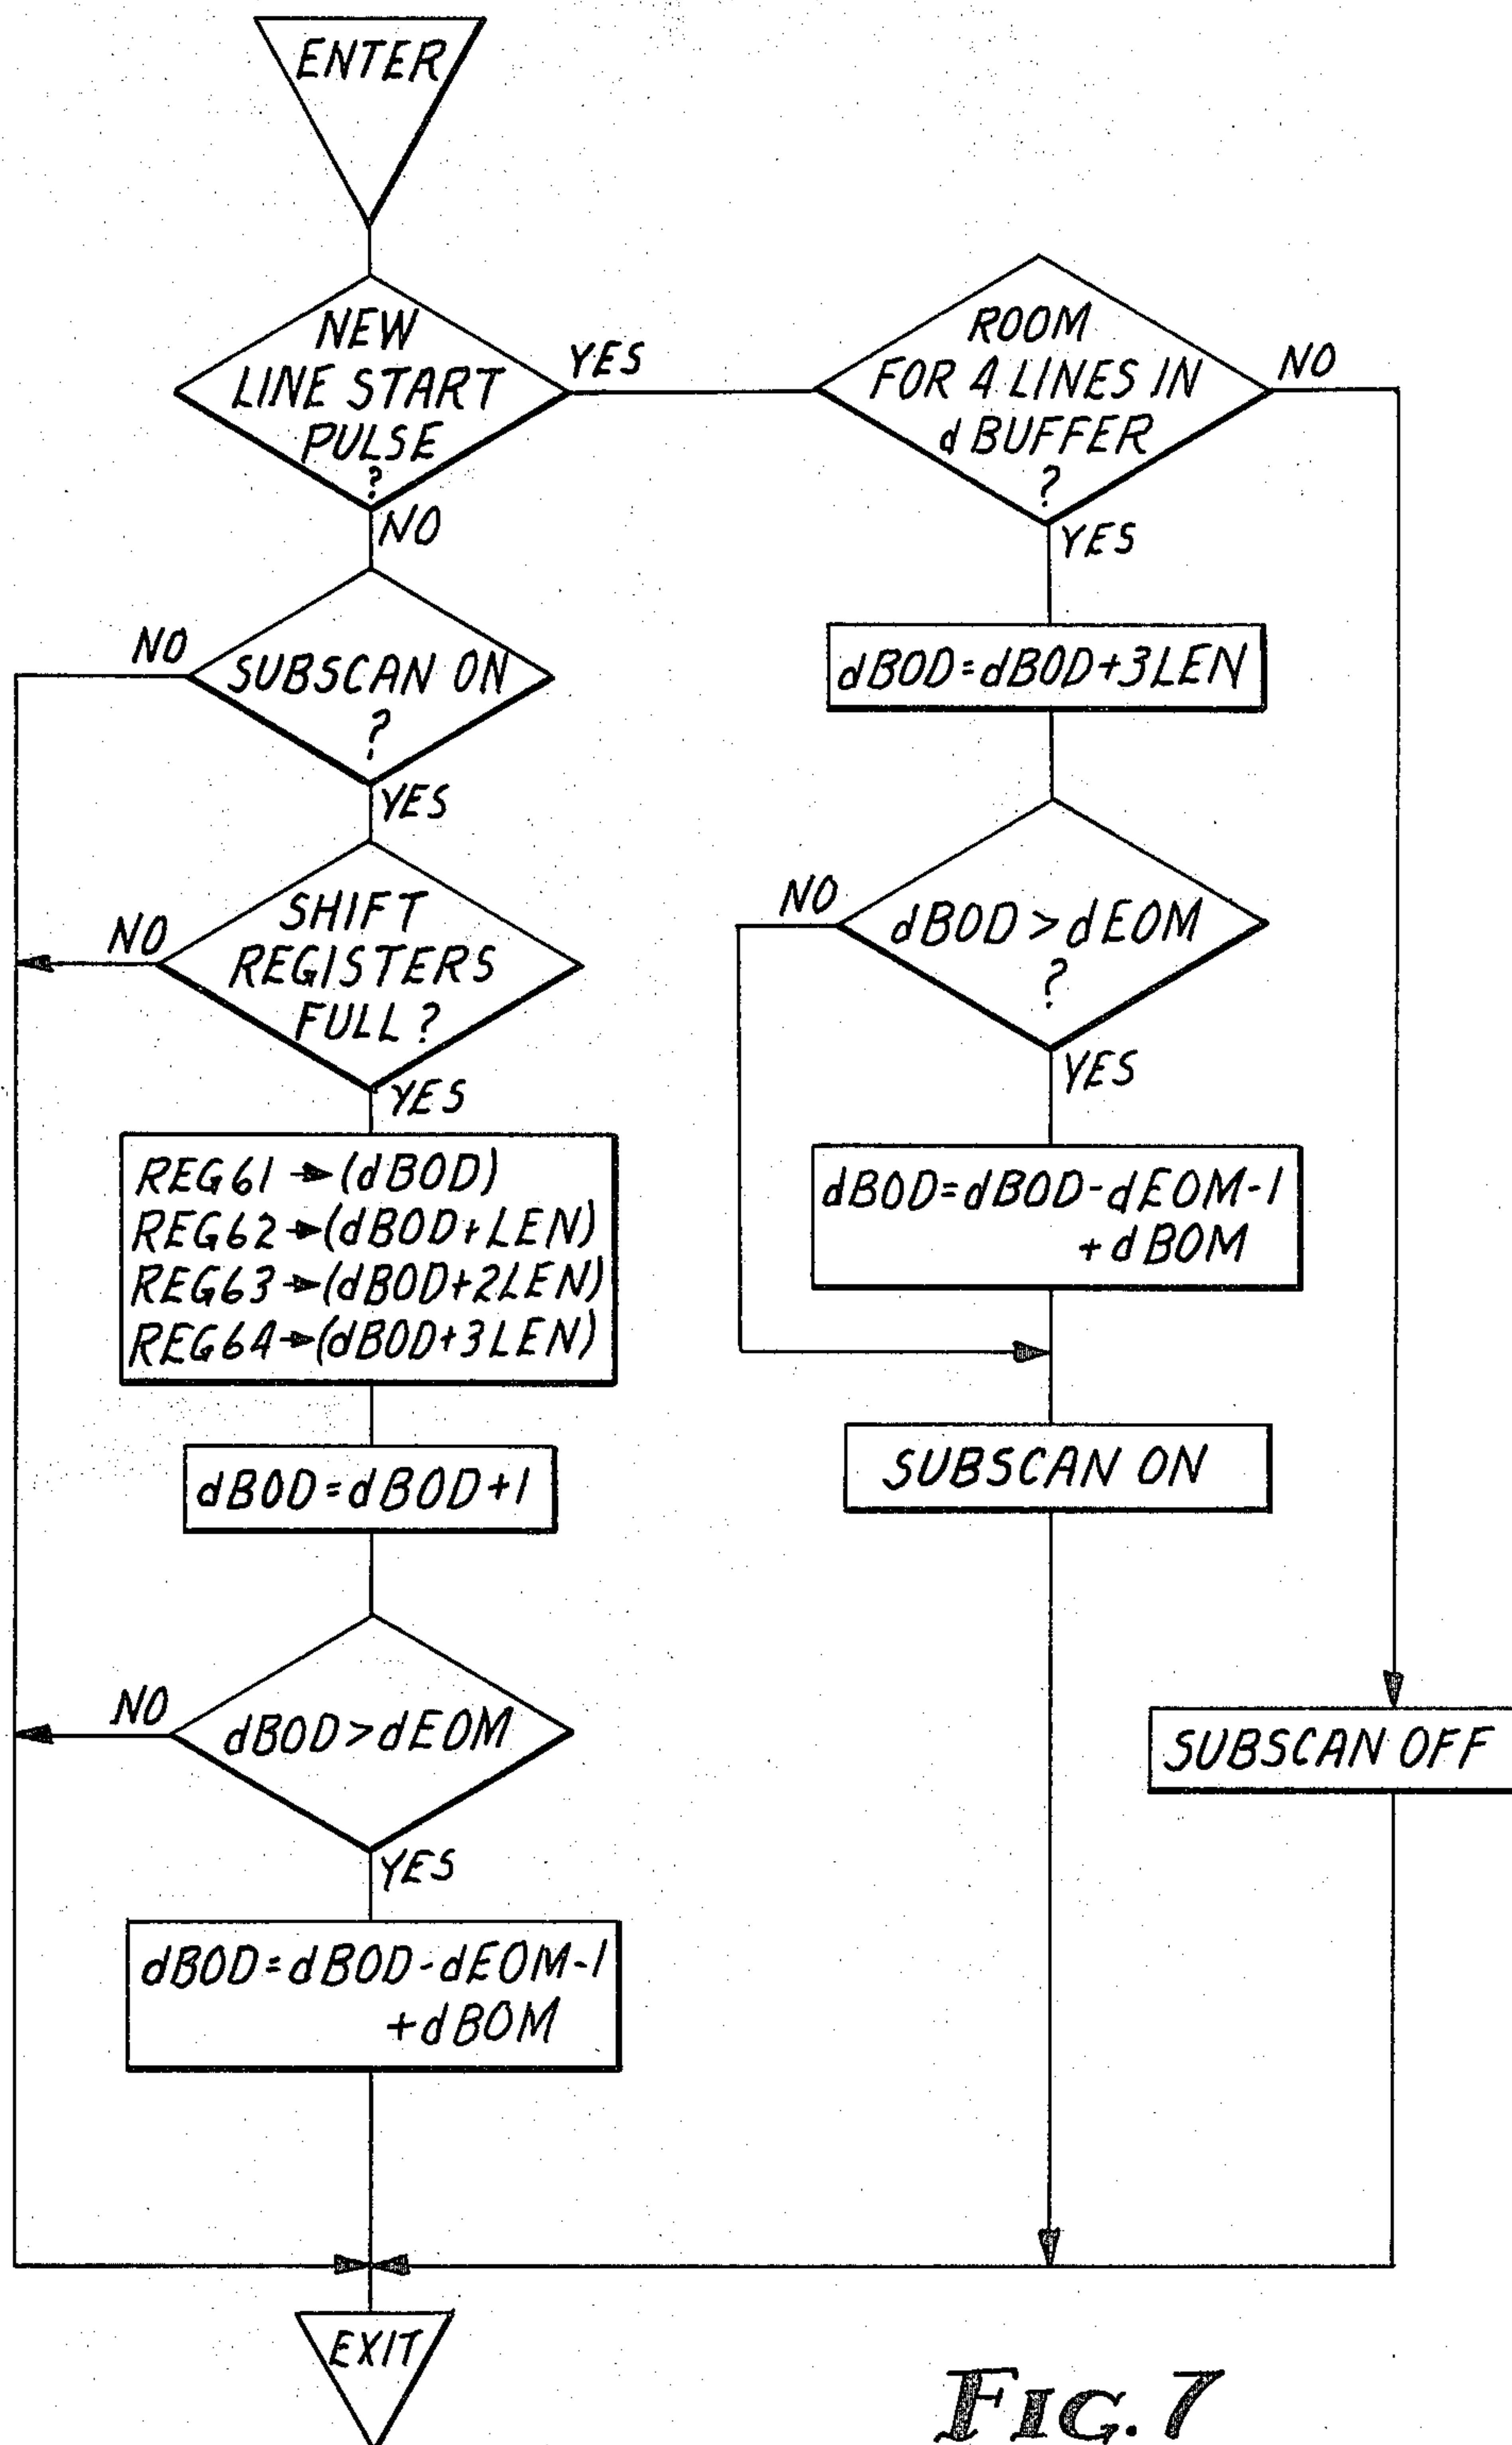 ENTER
NEW
LINE START
PULSE
?
YES
NO
ROOM
FOR 4 LINES IN
dBUFFER
?
NO
YES
SUBSCAN ON
?
NO
YES
dBOD=dBOD+3LEN
SHIFT
REGISTERS
FULL?
NO
YES
dBOD>dEOM
?
NO
YES
REG61→(dBOD)
REG62→(dBOD+LEN)
REG63→(dBOD+2LEN)
REG64→(dBOD+3LEN)
dBOD=dBOD-dEOM-1
+dBOM
dBOD=dBOD+1
SUBSCAN ON
dBOD>dEOM
NO
YES
SUBSCAN OFF
dBOD=dBOD-dEOM-1
+dBOM
EXIT
FIG. 7